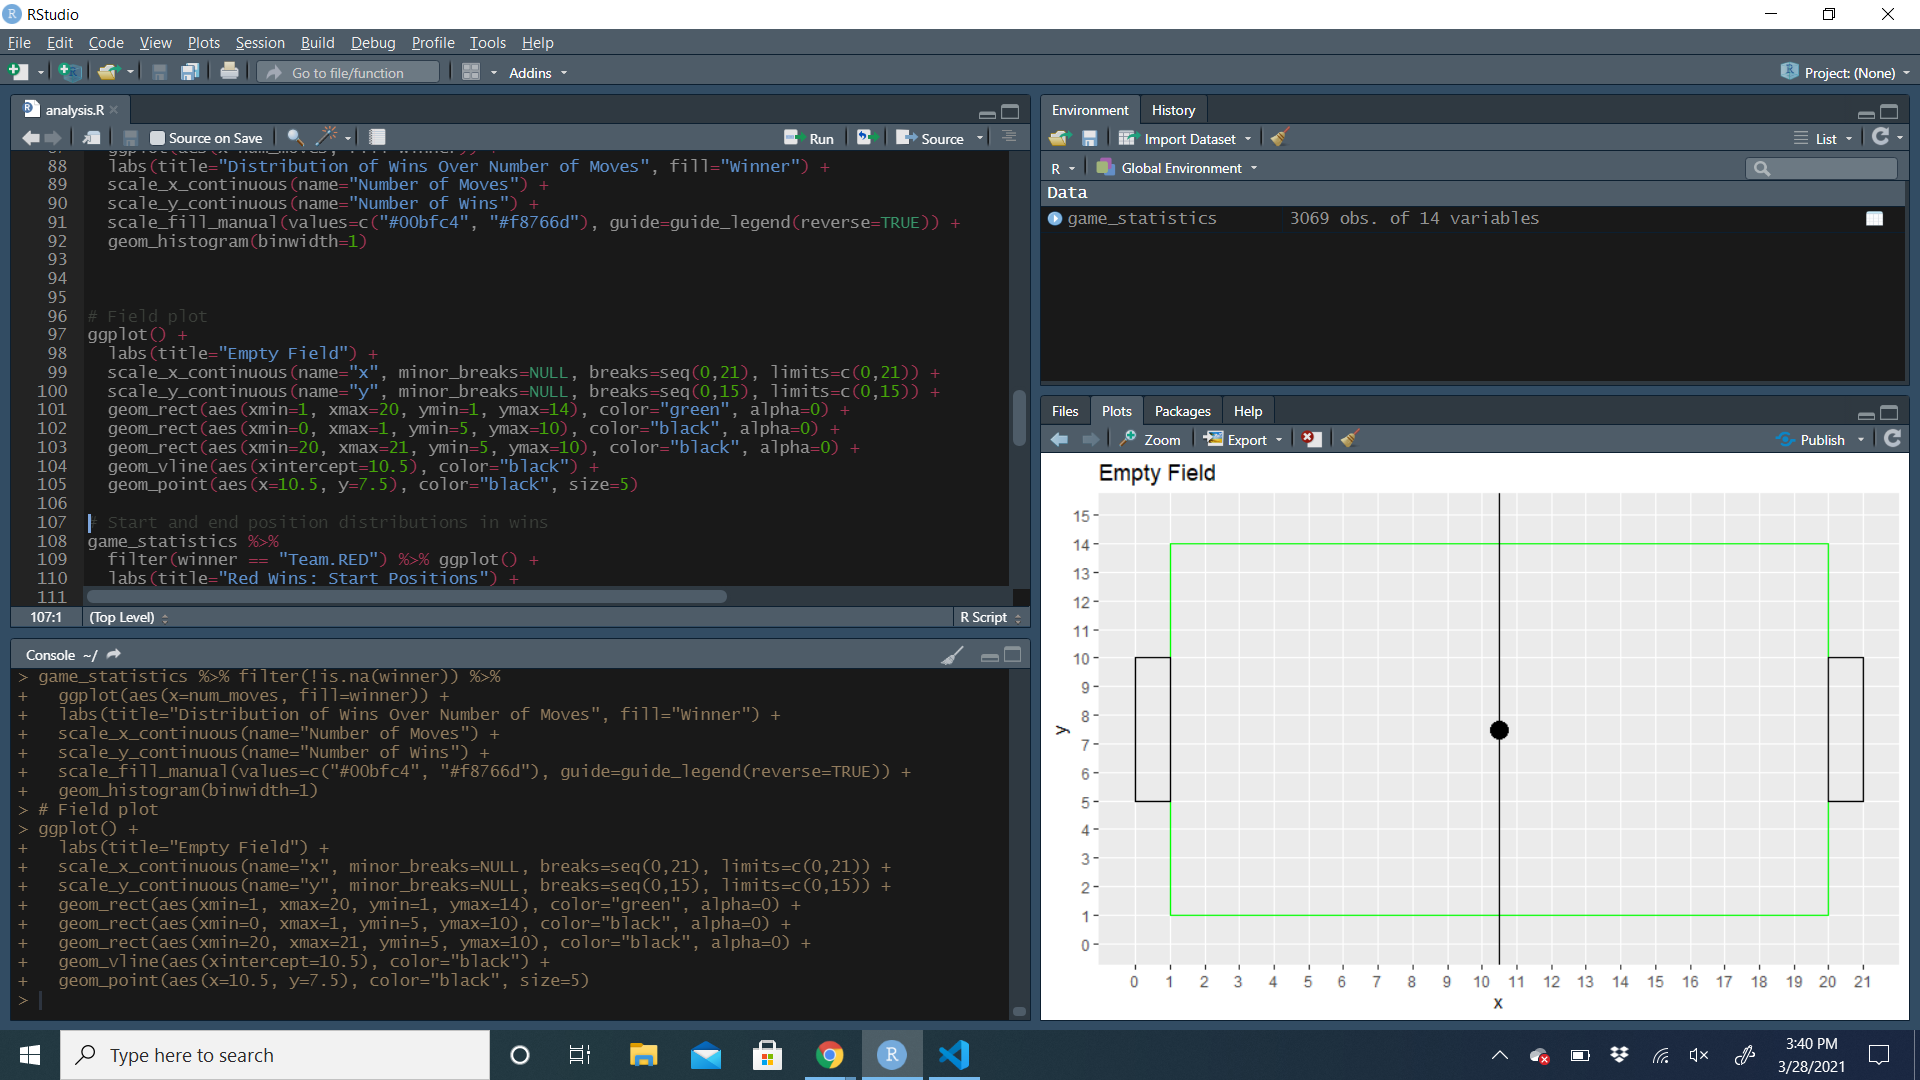 RStudio
File Edit Code View Plots Session Build Debug Profile Tools Help
Go to file/function Addins Project: (None)
analysis.R
Source on Save Run Source
88 labs(title="Distribution of Wins Over Number of Moves", fill="Winner") +
89 scale_x_continuous(name="Number of Moves") +
90 scale_y_continuous(name="Number of Wins") +
91 scale_fill_manual(values=c("#00bfc4", "#f8766d"), guide=guide_legend(reverse=TRUE)) +
92 geom_histogram(binwidth=1)
93
94
95
96 # Field plot
97 ggplot() +
98 labs(title="Empty Field") +
99 scale_x_continuous(name="x", minor_breaks=NULL, breaks=seq(0,21), limits=c(0,21)) +
100 scale_y_continuous(name="y", minor_breaks=NULL, breaks=seq(0,15), limits=c(0,15)) +
101 geom_rect(aes(xmin=1, xmax=20, ymin=1, ymax=14), color="green", alpha=0) +
102 geom_rect(aes(xmin=0, xmax=1, ymin=5, ymax=10), color="black", alpha=0) +
103 geom_rect(aes(xmin=20, xmax=21, ymin=5, ymax=10), color="black", alpha=0) +
104 geom_vline(aes(xintercept=10.5), color="black") +
105 geom_point(aes(x=10.5, y=7.5), color="black", size=5)
106
107 # Start and end position distributions in wins
108 game_statistics %>%
109 filter(winner == "Team.RED") %>% ggplot() +
110 labs(title="Red Wins: Start Positions") +
111
107:1 (Top Level) R Script
Console ~/
> game_statistics %>% filter(!is.na(winner)) %>%
+ ggplot(aes(x=num_moves, fill=winner)) +
+ labs(title="Distribution of Wins Over Number of Moves", fill="Winner") +
+ scale_x_continuous(name="Number of Moves") +
+ scale_y_continuous(name="Number of Wins") +
+ scale_fill_manual(values=c("#00bfc4", "#f8766d"), guide=guide_legend(reverse=TRUE)) +
+ geom_histogram(binwidth=1)
> # Field plot
> ggplot() +
+ labs(title="Empty Field") +
+ scale_x_continuous(name="x", minor_breaks=NULL, breaks=seq(0,21), limits=c(0,21)) +
+ scale_y_continuous(name="y", minor_breaks=NULL, breaks=seq(0,15), limits=c(0,15)) +
+ geom_rect(aes(xmin=1, xmax=20, ymin=1, ymax=14), color="green", alpha=0) +
+ geom_rect(aes(xmin=0, xmax=1, ymin=5, ymax=10), color="black", alpha=0) +
+ geom_rect(aes(xmin=20, xmax=21, ymin=5, ymax=10), color="black", alpha=0) +
+ geom_vline(aes(xintercept=10.5), color="black") +
+ geom_point(aes(x=10.5, y=7.5), color="black", size=5)
>
Environment History
Import Dataset List
R Global Environment
Data
game_statistics 3069 obs. of 14 variables
Files Plots Packages Help
Zoom Export Publish
Empty Field
15
14
13
12
11
10
9
8
7
6
5
4
3
2
1
0
y
0 1 2 3 4 5 6 7 8 9 10 11 12 13 14 15 16 17 18 19 20 21
x
Type here to search
3:40 PM
3/28/2021